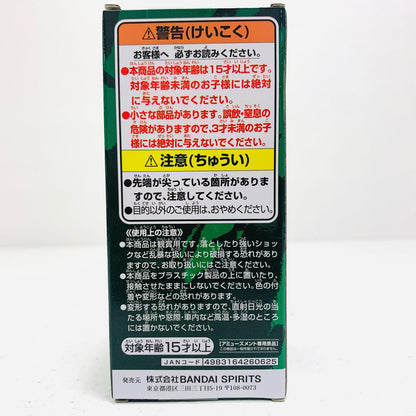 警告(けいこく)
お客様へ 必ずお読みください。
●本商品の対象年齢は15才以上です。
対象年齢未満のお子様には絶対
に与えないでください。
●小さな部品があります。誤飲・窒息の
危険がありますので、3才未満のお子
様には絶対に与えないでください。
注意(ちゅうい)
●先端が尖っている箇所がありま
すので、注意してください。
●目的以外のご使用は、おやめください。
《使用上の注意》
●本商品は観賞用です。落としたり強いショッ
クなど乱暴な扱いにより破損する恐れがあり
ますので、お取り扱いにはご注意ください。
●本商品をプラスチック製品の上に置いたり、
接触させたままにしないでください。色の付
着や変形などの恐れがあります。
●変形する恐れがありますので、直射日光の当
たる場所や窓際・車内など高温・多湿のところ
には置かないでください。
対象年齢15才以上
アミューズメント専用景品
JANコード 4983164260625
発売元 株式会社BANDAI SPIRITS
東京都港区三田三丁目5-19 〒108-0073